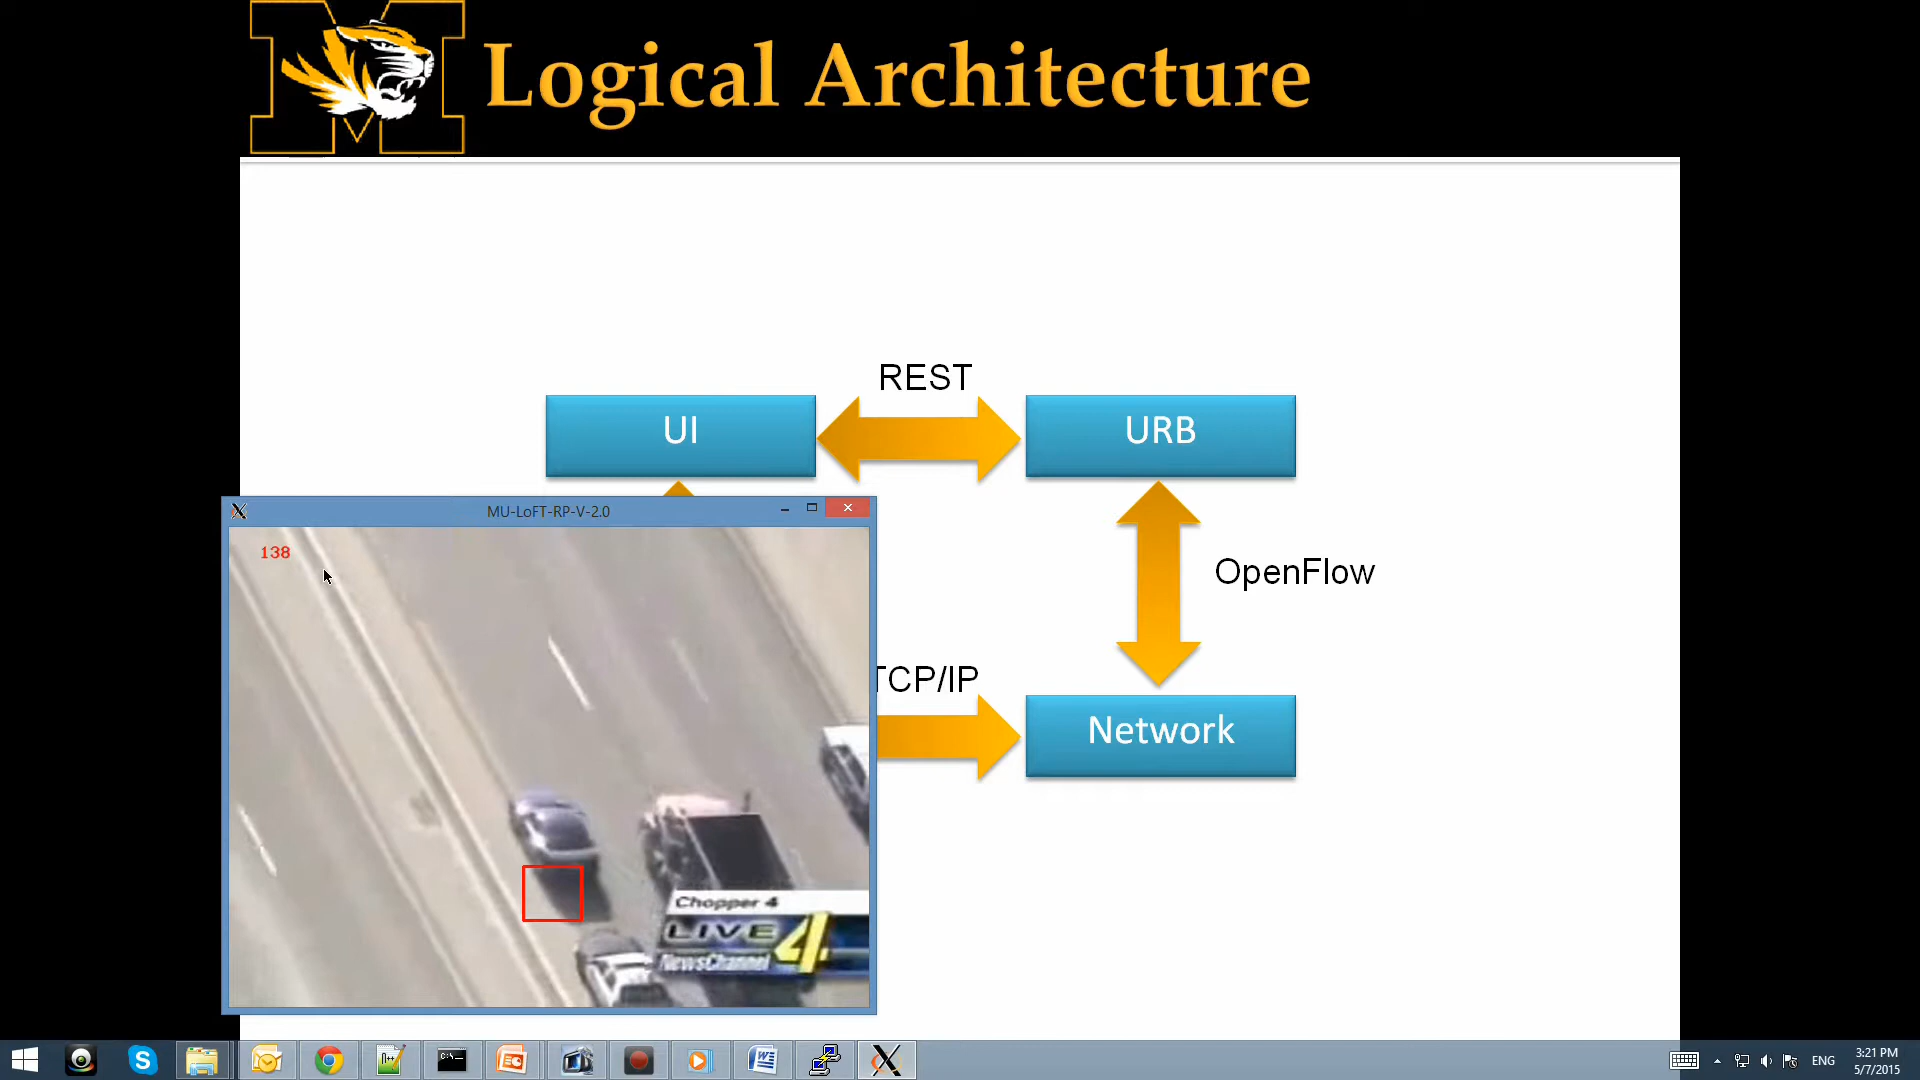 Logical Architecture
REST
UI
URB
MU-LoFT-RP-V-2.0
138
OpenFlow
TCP/IP
Network
Chopper 4
LIVE 4
NewsChannel
ENG
3:21 PM
5/7/2015